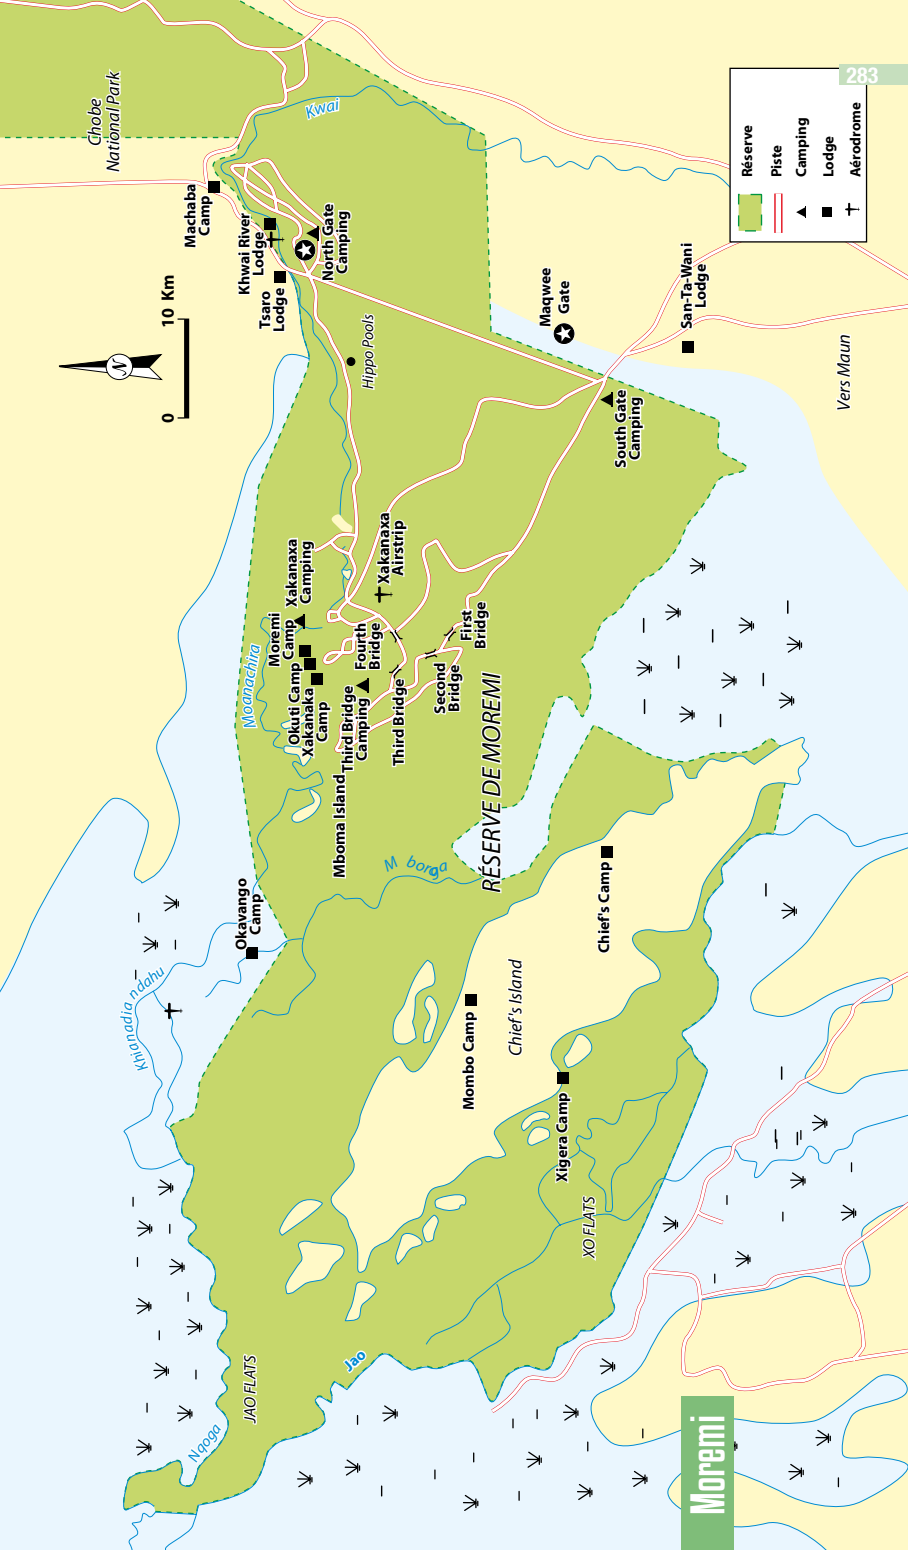 Moremi
283
Réserve
Piste
Camping
Lodge
Aérodrome
0
10 Km
N
Chobe
National Park
Kwai
Machaba
Camp
Khwai River
Lodge
Tsaro
Lodge
North Gate
Camping
Hippo Pools
Maqwee
Gate
San-Ta-Wani
Lodge
Vers Maun
South Gate
Camping
Xakanaxa
Camping
Xakanaxa
Airstrip
Moremi
Camp
Okuti Camp
Xakanaka
Camp
Moanachira
Fourth
Bridge
First
Bridge
Second
Bridge
Third Bridge
Third Bridge
Camping
Mboma Island
RÉSERVE DE MOREMI
M borga
Okavango
Camp
Khianadia ndahu
Chief's Camp
Chief's Island
Mombo Camp
Xigera Camp
XO FLATS
JAO FLATS
Jao
Nqoga